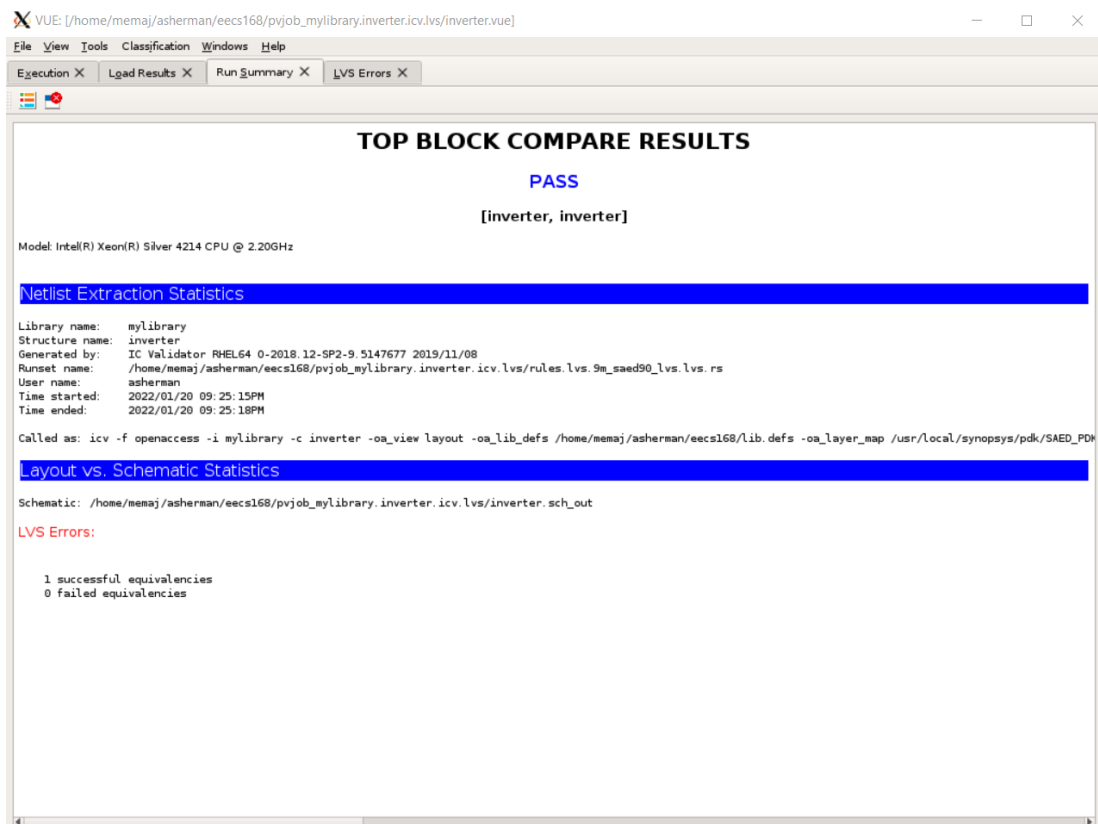 VUE: [/home/memaj/asherman/eecs168/pvjob_mylibrary.inverter.icv.lvs/inverter.vue]
File View Tools Classification Windows Help
Execution Load Results Run Summary LVS Errors
TOP BLOCK COMPARE RESULTS
PASS
[inverter, inverter]
Model: Intel(R) Xeon(R) Silver 4214 CPU @ 2.20GHz
Netlist Extraction Statistics
Library name: mylibrary
Structure name: inverter
Generated by: IC Validator RHEL64 O-2018.12-SP2-9.5147677 2019/11/08
Runset name: /home/memaj/asherman/eecs168/pvjob_mylibrary.inverter.icv.lvs/rules.lvs.9m_saed90_lvs.lvs.rs
User name: asherman
Time started: 2022/01/20 09:25:15PM
Time ended: 2022/01/20 09:25:18PM
Called as: icv -f openaccess -i mylibrary -c inverter -oa_view layout -oa_lib_defs /home/memaj/asherman/eecs168/lib.defs -oa_layer_map /usr/local/synopsys/pdk/SAED_PDK
Layout vs. Schematic Statistics
Schematic: /home/memaj/asherman/eecs168/pvjob_mylibrary.inverter.icv.lvs/inverter.sch_out
LVS Errors:
1 successful equivalencies
0 failed equivalencies